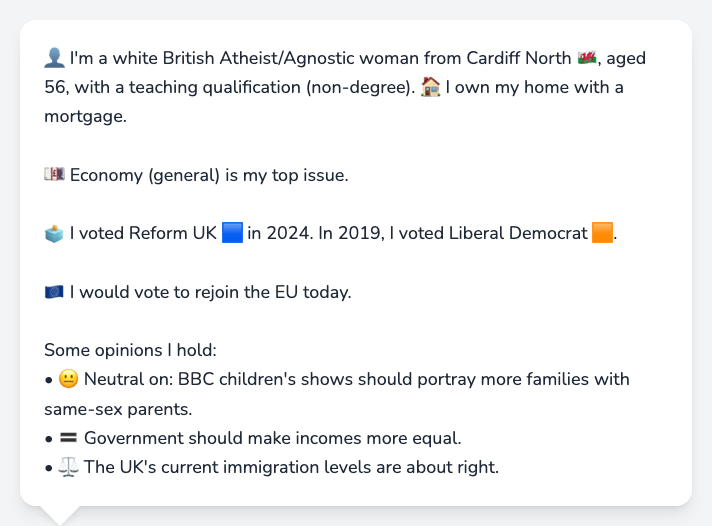 👤 I'm a white British Atheist/Agnostic woman from Cardiff North 🏴󠁧󠁢󠁷󠁬󠁳󠁿, aged
56, with a teaching qualification (non-degree). 🏠 I own my home with a
mortgage.
💷 Economy (general) is my top issue.
🗳️ I voted Reform UK 🟦 in 2024. In 2019, I voted Liberal Democrat 🟧.
🇪🇺 I would vote to rejoin the EU today.
Some opinions I hold:
• 😐 Neutral on: BBC children's shows should portray more families with
same-sex parents.
• 🟰 Government should make incomes more equal.
• ⚖️ The UK's current immigration levels are about right.